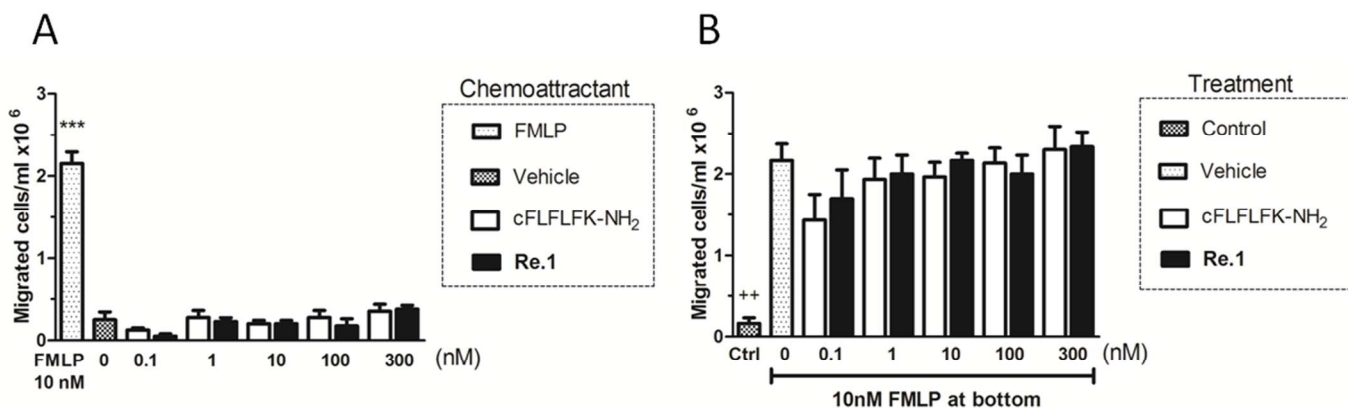 A
Migrated cells/ml x10 6
3
2
1
0
***
FMLP 10 nM
0
0.1
1
10
100
300
(nM)
Chemoattractant
FMLP
Vehicle
cFLFLFK-NH2
Re.1
B
Migrated cells/ml x10 6
3
2
1
0
++
Ctrl
0
0.1
1
10
100
300
(nM)
10nM FMLP at bottom
Treatment
Control
Vehicle
cFLFLFK-NH2
Re.1